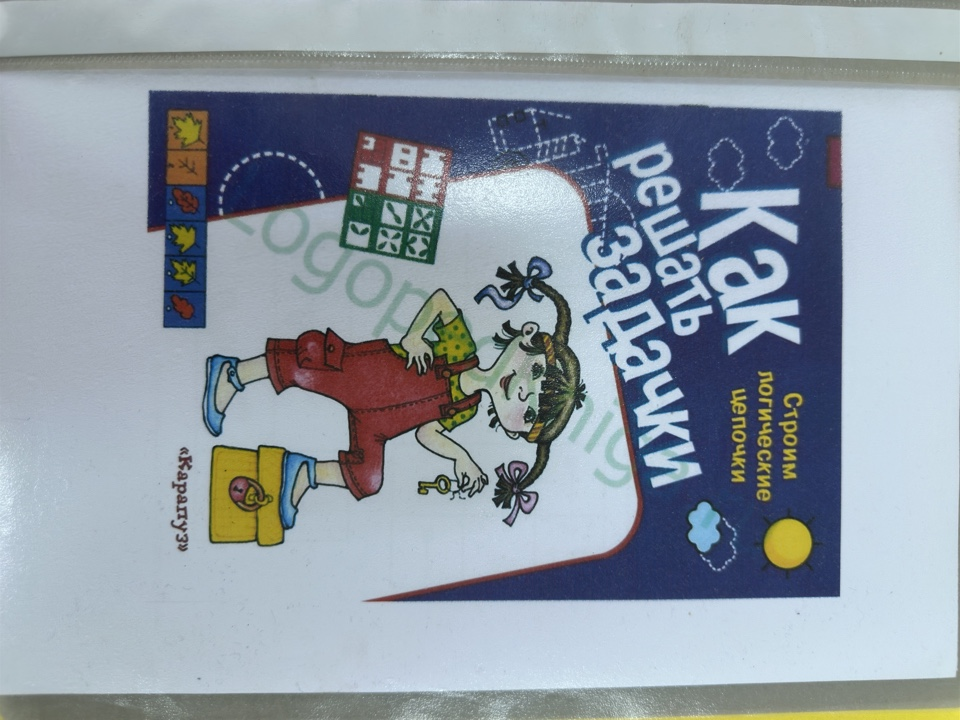 Как
решать
задачки
Строим
логические
цепочки
«Карапуз»